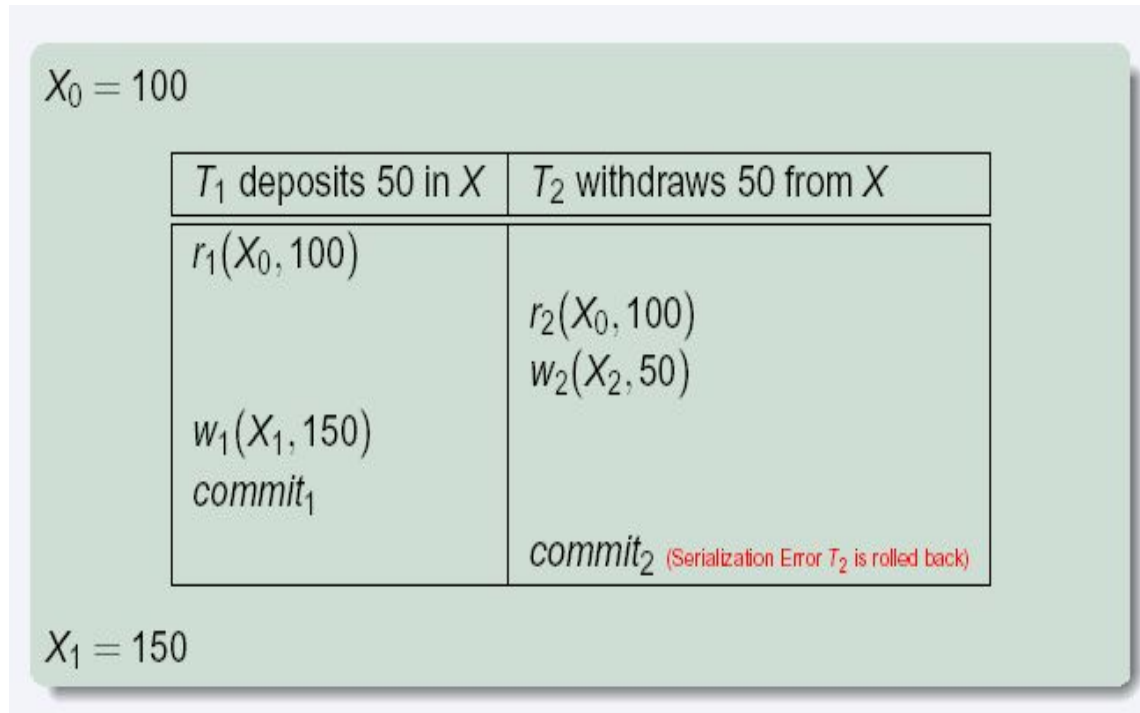 X₀ = 100
T₁ deposits 50 in X T₂ withdraws 50 from X
r₁(X₀, 100)
r₂(X₀, 100)
w₂(X₂, 50)
w₁(X₁, 150)
commit₁
commit₂ (Serialization Error T₂ is rolled back)
X₁ = 150